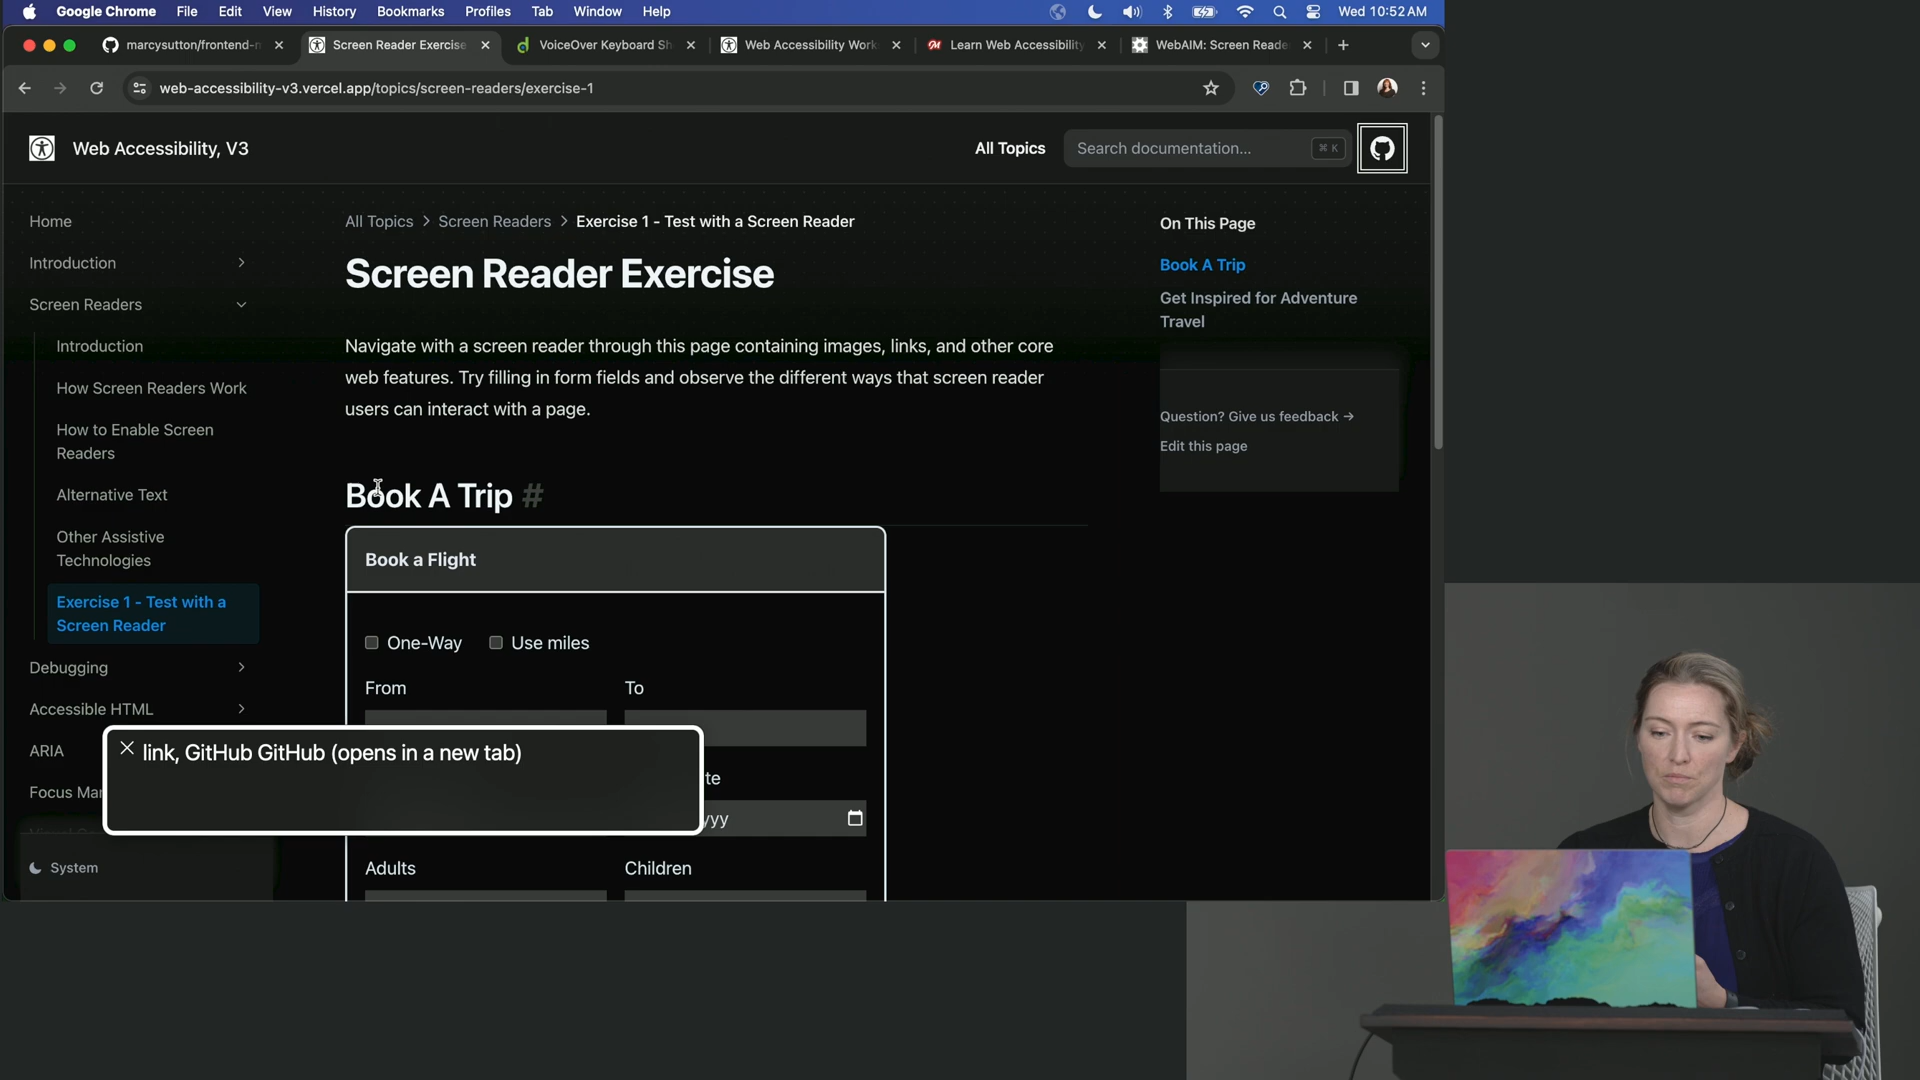 Google Chrome File Edit View History Bookmarks Profiles Tab Window Help Wed 10:52 AM
marcysutton/frontend- Screen Reader Exercise VoiceOver Keyboard Sh Web Accessibility Work Learn Web Accessibility WebAIM: Screen Reade
web-accessibility-v3.vercel.app/topics/screen-readers/exercise-1
Web Accessibility, V3
All Topics
Search documentation...
⌘ K
Home
Introduction
Screen Readers
Introduction
How Screen Readers Work
How to Enable Screen
Readers
Alternative Text
Other Assistive
Technologies
Exercise 1 - Test with a
Screen Reader
Debugging
Accessible HTML
ARIA
Focus Ma
System
All Topics > Screen Readers > Exercise 1 - Test with a Screen Reader
Screen Reader Exercise
Navigate with a screen reader through this page containing images, links, and other core
web features. Try filling in form fields and observe the different ways that screen reader
users can interact with a page.
Book A Trip #
Book a Flight
One-Way Use miles
From To
te
yyy
Adults Children
link, GitHub GitHub (opens in a new tab)
On This Page
Book A Trip
Get Inspired for Adventure
Travel
Question? Give us feedback →
Edit this page